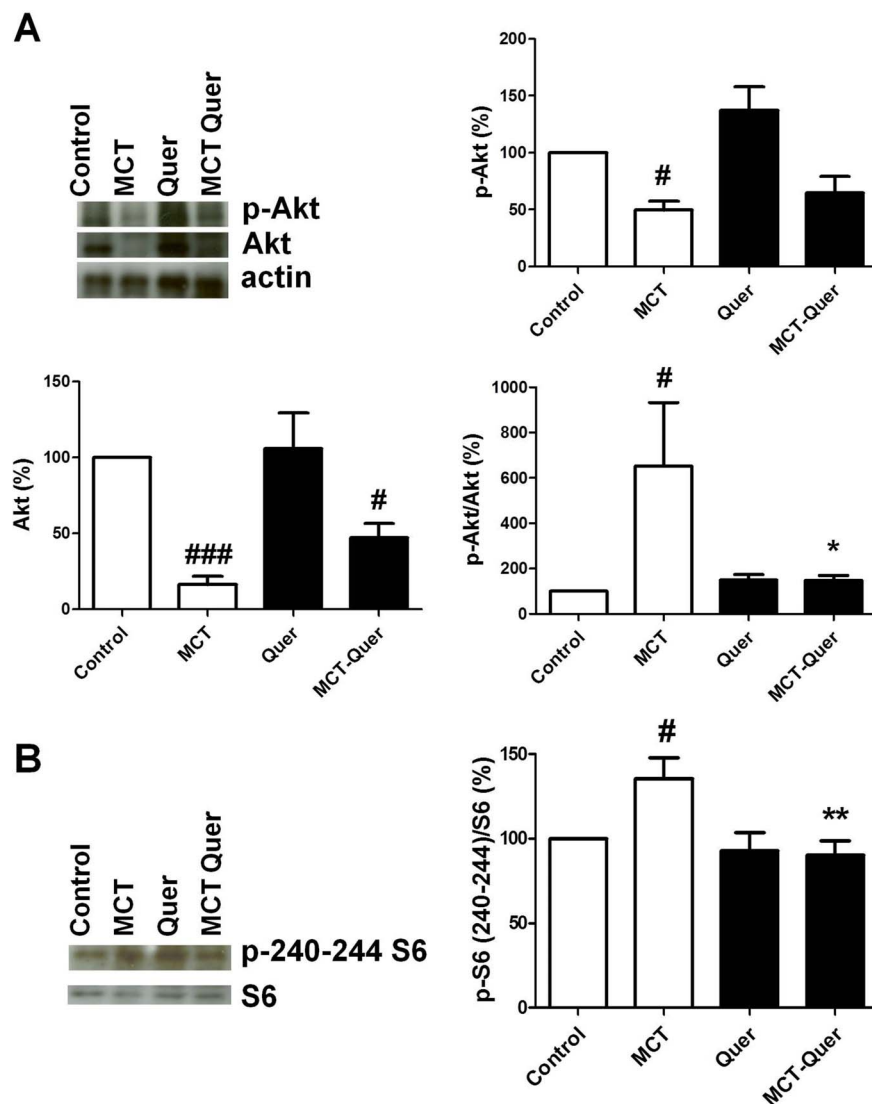 A
Control
MCT
Quer
MCT Quer
p-Akt
Akt
actin
p-Akt (%)
200
150
100
50
0
#
Control
MCT
Quer
MCT-Quer
Akt (%)
150
100
50
0
###
#
Control
MCT
Quer
MCT-Quer
p-Akt/Akt (%)
1000
800
600
400
200
0
#
*
Control
MCT
Quer
MCT-Quer
B
Control
MCT
Quer
MCT Quer
p-240-244 S6
S6
p-S6 (240-244)/S6 (%)
150
100
50
0
#
**
Control
MCT
Quer
MCT-Quer